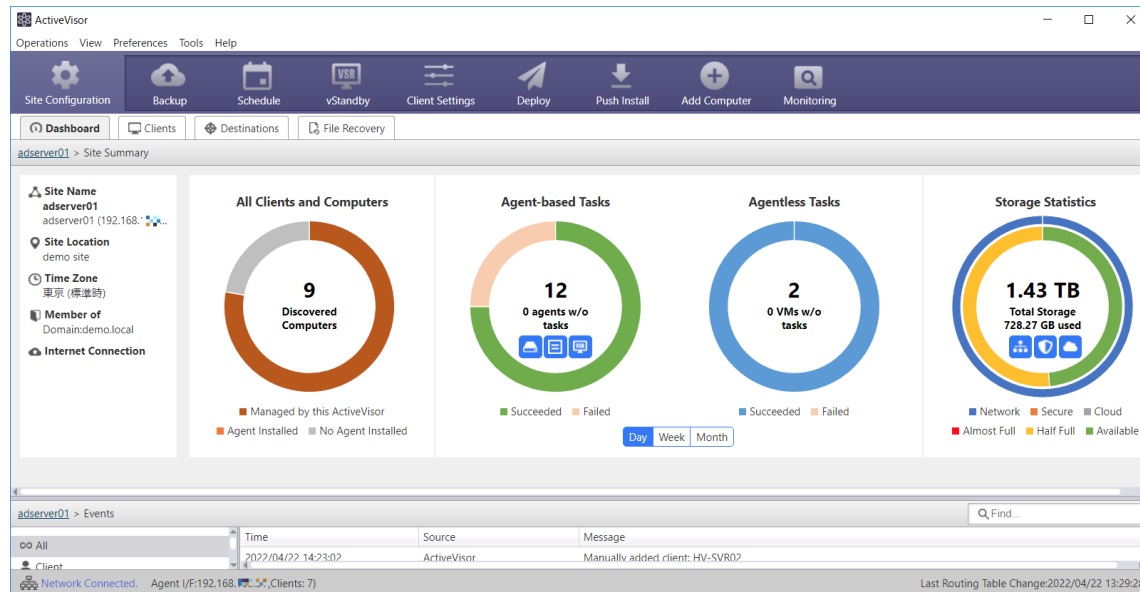 ActiveVisor
Operations View Preferences Tools Help
VSR
Site Configuration Backup Schedule vStandby Client Settings Deploy Push Install Add Computer Monitoring
Dashboard Clients Destinations File Recovery
adserver01 > Site Summary
Site Name
adserver01
adserver01 (192.168.
Site Location
demo site
Time Zone
東京 (標準時)
Member of
Domain:demo.local
Internet Connection
All Clients and Computers
9
Discovered
Computers
Managed by this ActiveVisor
Agent Installed No Agent Installed
Agent-based Tasks
12
0 agents w/o
tasks
Succeeded Failed
Agentless Tasks
2
0 VMs w/o
tasks
Succeeded Failed
Day Week Month
Storage Statistics
1.43 TB
Total Storage
728.27 GB used
Network Secure Cloud
Almost Full Half Full Available
adserver01 > Events
Find...
All
Client
Time Source Message
2022/04/22 14:23:02 ActiveVisor Manually added client: HV-SVR02
Network Connected. Agent I/F:192.168. Clients: 7)
Last Routing Table Change:2022/04/22 13:29:28